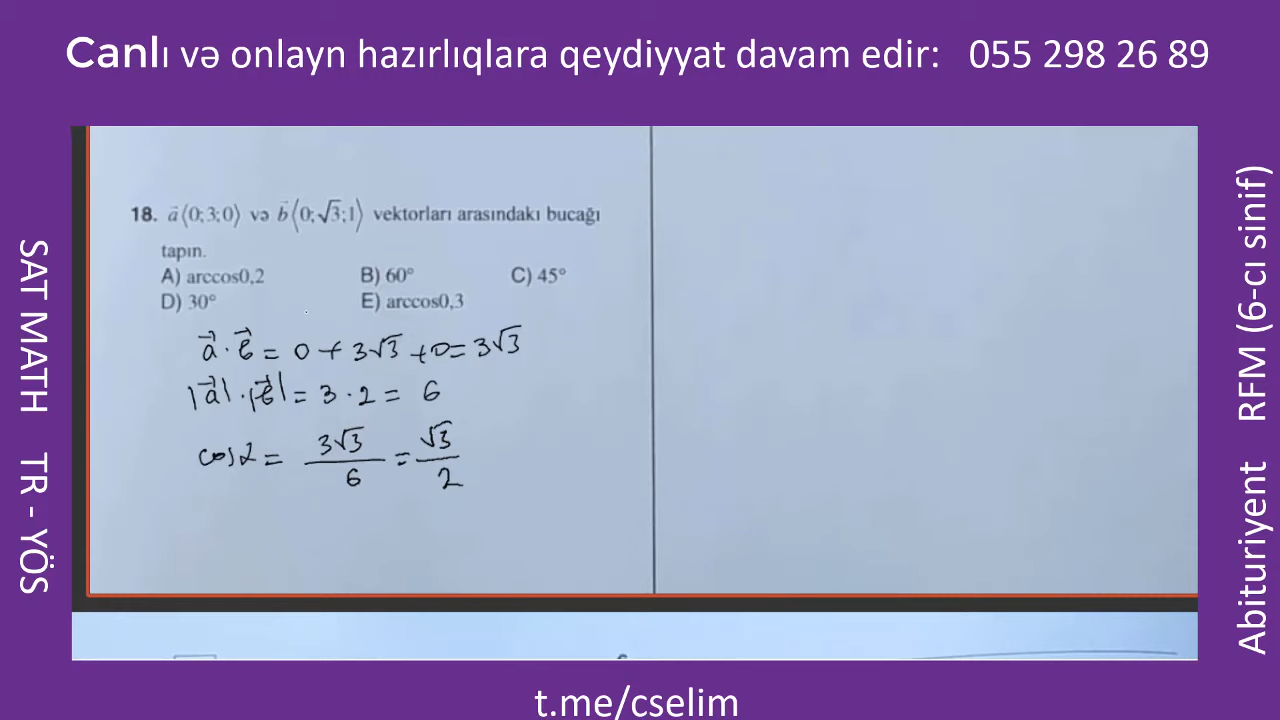 Canlı və onlayn hazırlıqlara qeydiyyat davam edir: 055 298 26 89
SAT MATH TR - YÖS
18. a⃗⟨0;3;0⟩ və b⃗⟨0;√3;1⟩ vektorları arasındakı bucağı
tapın.
A) arccos0,2 B) 60° C) 45°
D) 30° E) arccos0,3
a⃗ · b⃗ = 0 + 3√3 + 0 = 3√3
|a⃗| · |b⃗| = 3 · 2 = 6
cos α = 3√3/6 = √3/2
Abituriyent RFM (6-cı sinif)
t.me/cselim